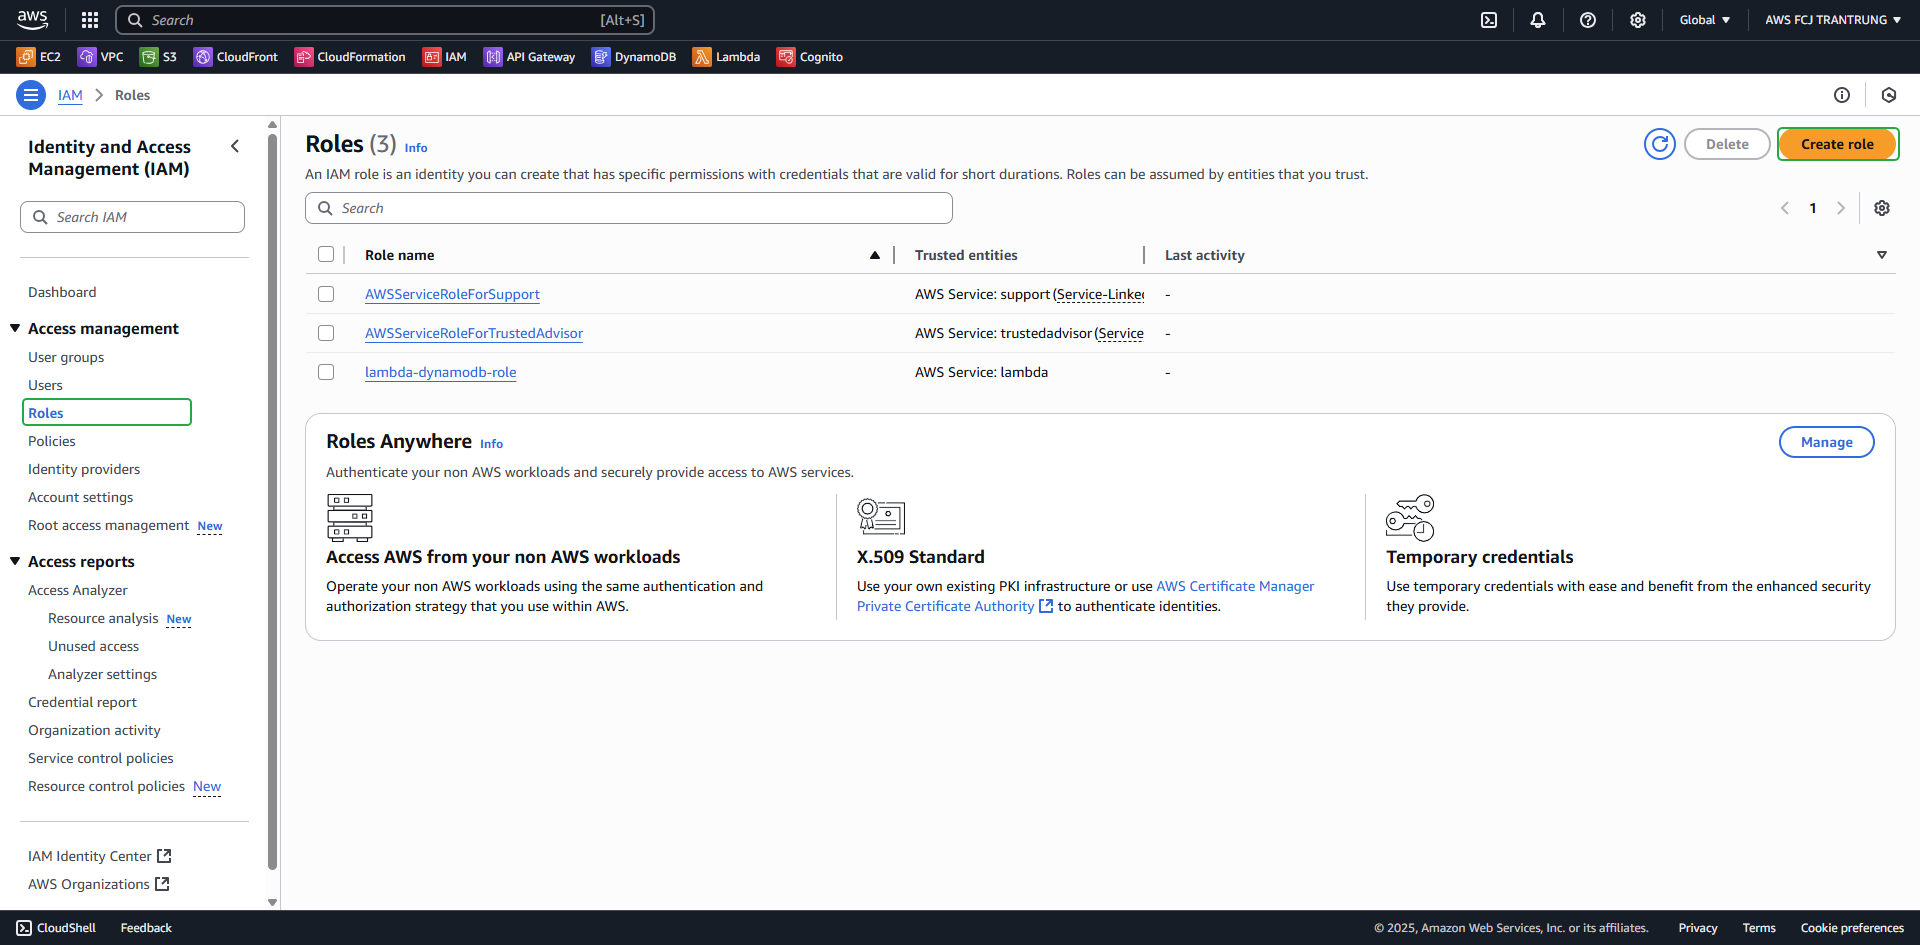 aws
Search [Alt+S]
Global ▼ AWS FCJ TRANTRUNG ▼
EC2 VPC S3 CloudFront CloudFormation IAM API Gateway DynamoDB Lambda Cognito
IAM > Roles
Identity and Access
Management (IAM)
Search IAM
Dashboard
Access management
User groups
Users
Roles
Policies
Identity providers
Account settings
Root access management New
Access reports
Access Analyzer
Resource analysis New
Unused access
Analyzer settings
Credential report
Organization activity
Service control policies
Resource control policies New
IAM Identity Center
AWS Organizations
Roles (3) Info
Delete Create role
An IAM role is an identity you can create that has specific permissions with credentials that are valid for short durations. Roles can be assumed by entities that you trust.
Search
1
Role name Trusted entities Last activity
AWSServiceRoleForSupport AWS Service: support (Service-Linked -
AWSServiceRoleForTrustedAdvisor AWS Service: trustedadvisor (Service -
lambda-dynamodb-role AWS Service: lambda -
Roles Anywhere Info
Manage
Authenticate your non AWS workloads and securely provide access to AWS services.
Access AWS from your non AWS workloads
Operate your non AWS workloads using the same authentication and
authorization strategy that you use within AWS.
X.509 Standard
Use your own existing PKI infrastructure or use AWS Certificate Manager
Private Certificate Authority to authenticate identities.
Temporary credentials
Use temporary credentials with ease and benefit from the enhanced security
they provide.
CloudShell Feedback
© 2025, Amazon Web Services, Inc. or its affiliates. Privacy Terms Cookie preferences